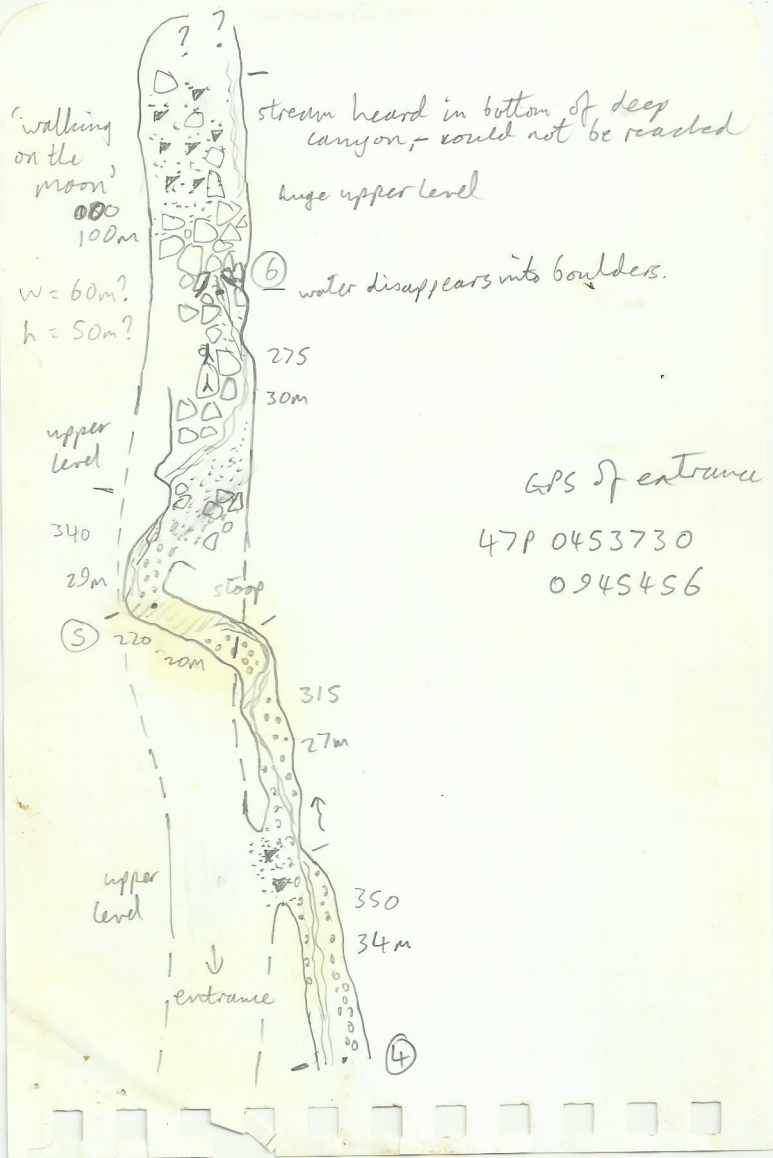 ? ?
'walking
on the
moon'
100m
w = 60m?
h = 50m?
stream heard in bottom of deep
canyon, - could not be reached
huge upper level
6
water disappears into boulders.
275
30m
upper
level
GPS of entrance
47P 0453730
0945456
340
29m
stoop
5
220
20m
315
27m
upper
level
350
34m
↓
entrance
4